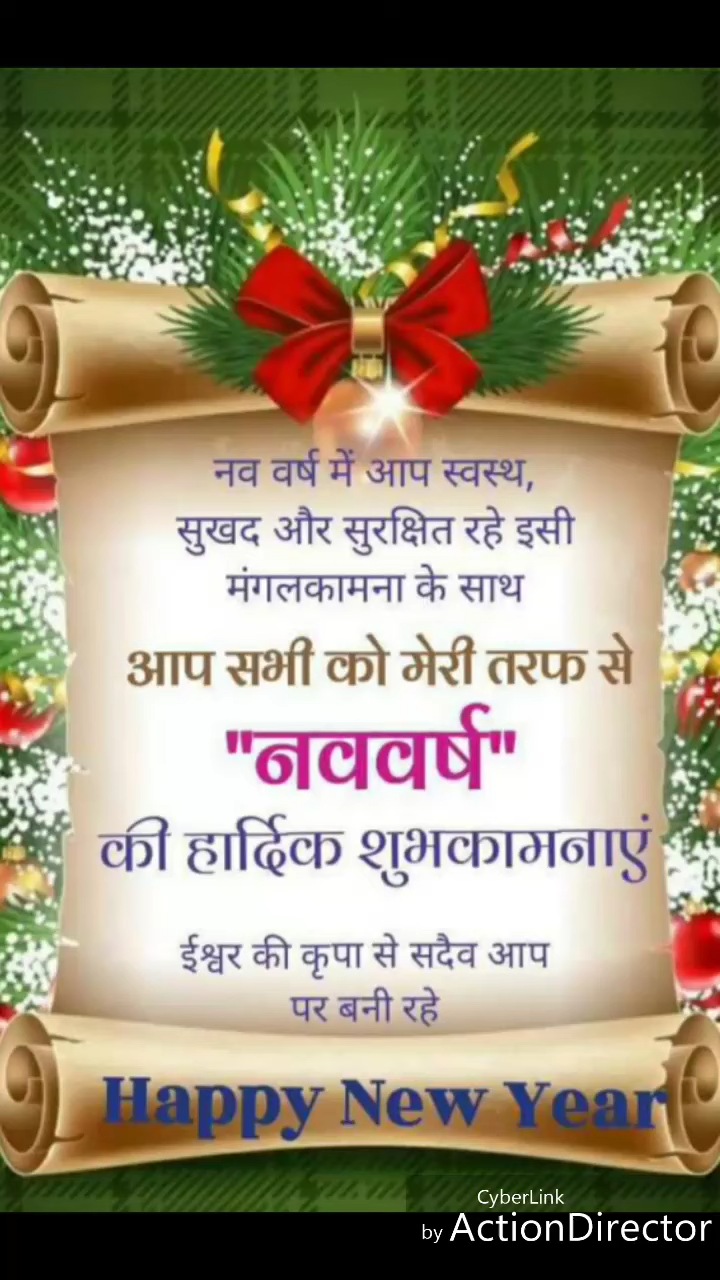 नव वर्ष में आप स्वस्थ,
सुखद और सुरक्षित रहे इसी
मंगलकामना के साथ
आप सभी को मेरी तरफ से
"नववर्ष"
की हार्दिक शुभकामनाएं
ईश्वर की कृपा से सदैव आप
पर बनी रहे
Happy New Year
CyberLink
by ActionDirector